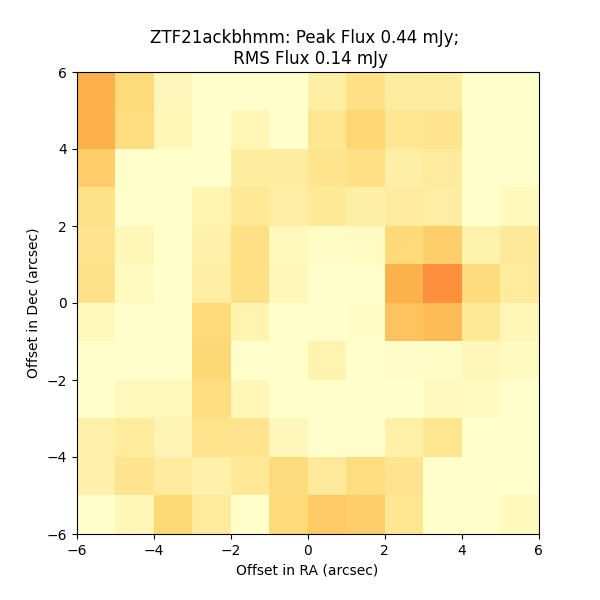 ZTF21ackbhmm: Peak Flux 0.44 mJy;
RMS Flux 0.14 mJy
6
4
2
0
−2
−4
−6
Offset in Dec (arcsec)
−6 −4 −2 0 2 4 6
Offset in RA (arcsec)